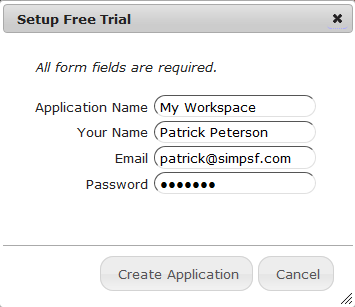 Setup Free Trial
All form fields are required.
Application Name My Workspace
Your Name Patrick Peterson
Email patrick@simpsf.com
Password ●●●●●●●
Create Application Cancel